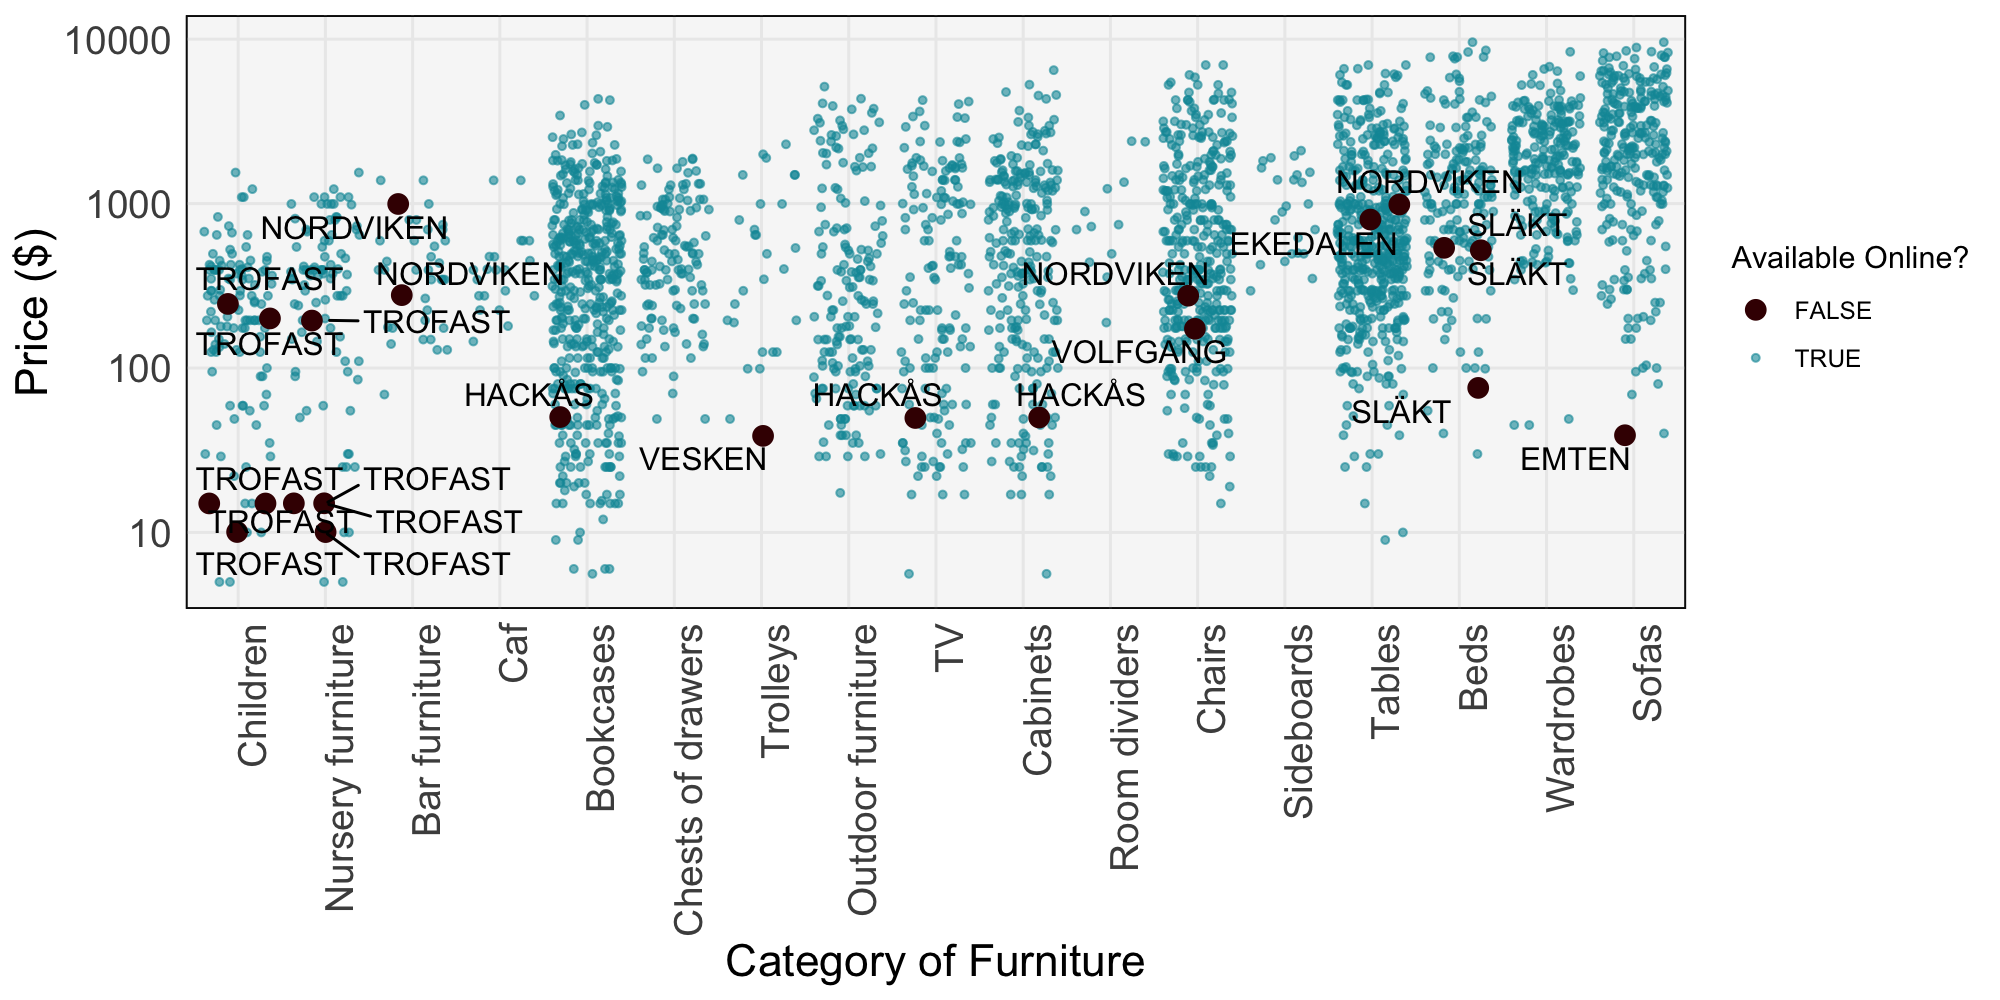 10000
1000
100
10
Price ($)
NORDVIKEN
NORDVIKEN
SLÄKT
EKEDALEN
TROFAST
NORDVIKEN
NORDVIKEN
SLÄKT
TROFAST
TROFAST
VOLFGANG
HACKÅS
HACKÅS
HACKÅS
SLÄKT
VESKEN
EMTEN
TROFAST
TROFAST
TROFAST
TROFAST
TROFAST
TROFAST
Children
Nursery furniture
Bar furniture
Caf
Bookcases
Chests of drawers
Trolleys
Outdoor furniture
TV
Cabinets
Room dividers
Chairs
Sideboards
Tables
Beds
Wardrobes
Sofas
Category of Furniture
Available Online?
FALSE
TRUE